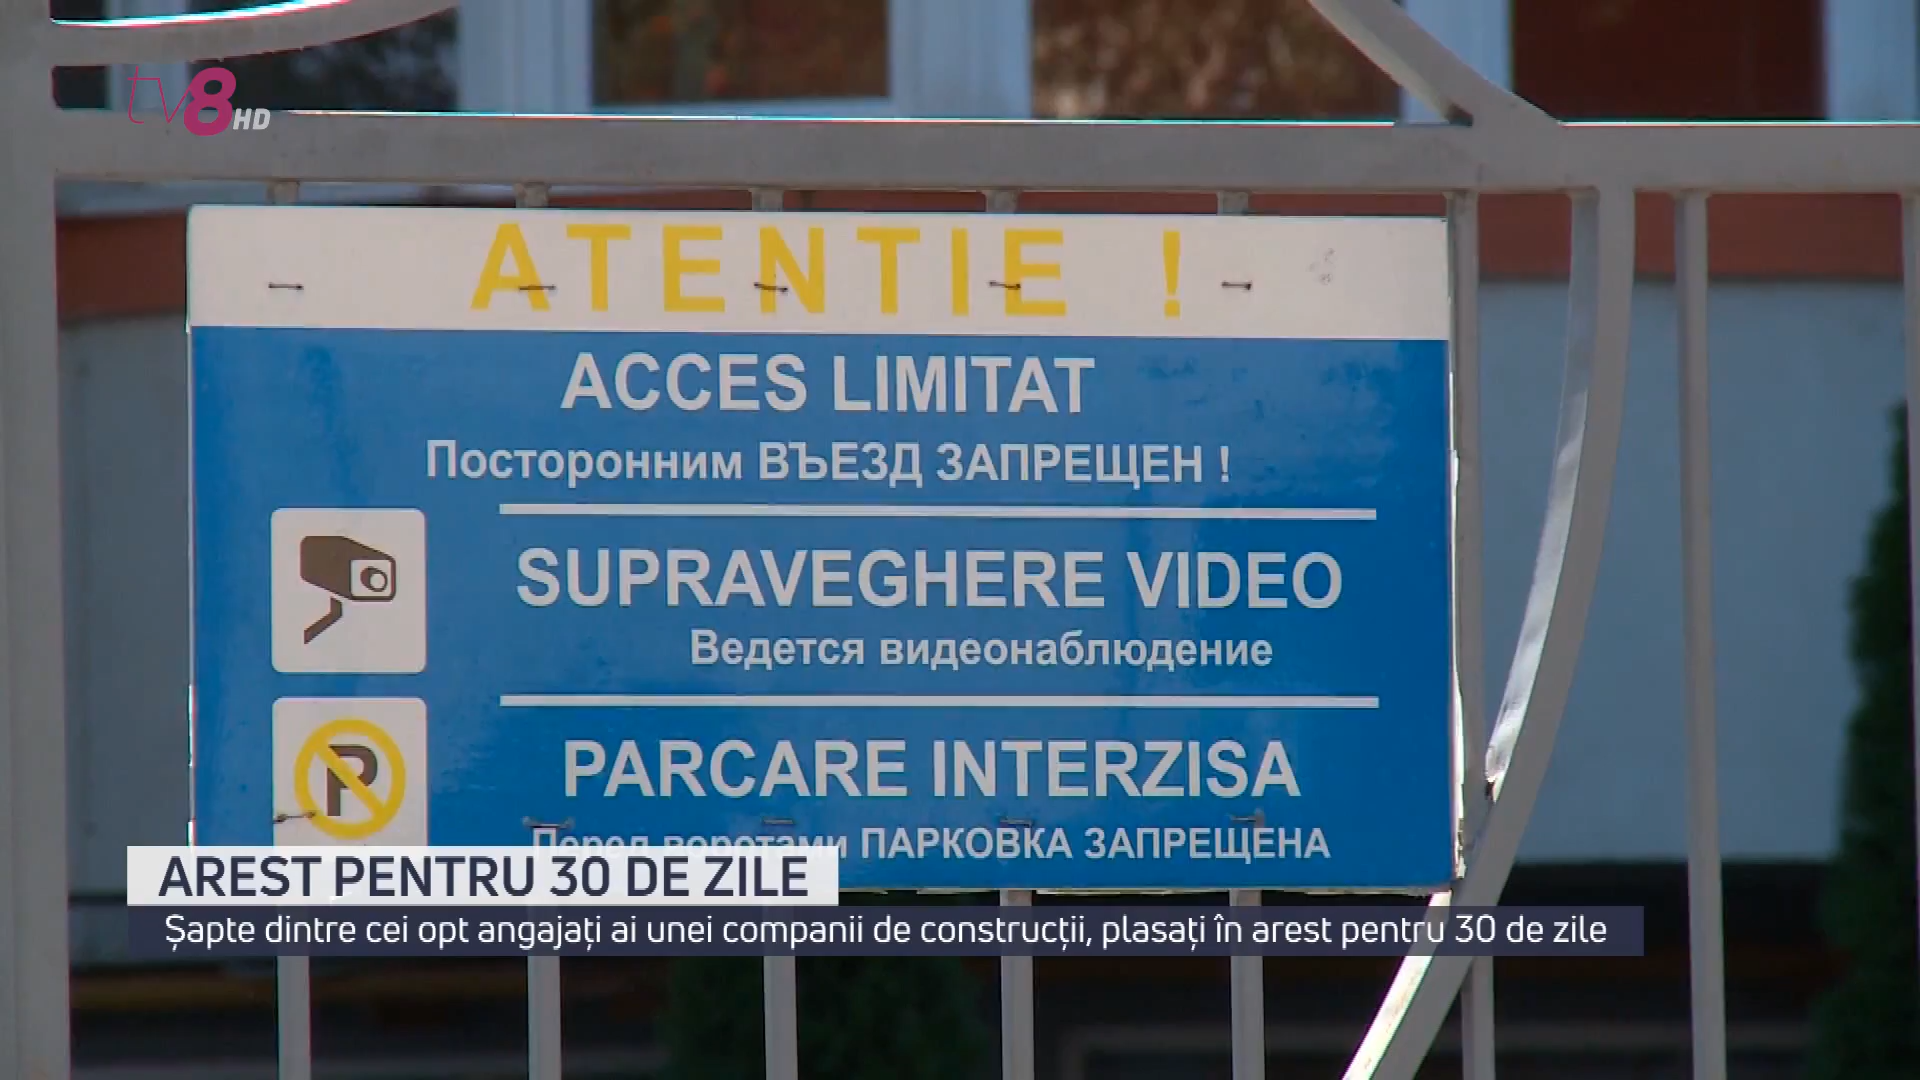 tv8 HD
ATENTIE !
ACCES LIMITAT
Посторонним ВЪЕЗД ЗАПРЕЩЕН !
SUPRAVEGHERE VIDEO
Ведется видеонаблюдение
P
PARCARE INTERZISA
Перед воротами ПАРКОВКА ЗАПРЕЩЕНА
AREST PENTRU 30 DE ZILE
Șapte dintre cei opt angajați ai unei companii de construcții, plasați în arest pentru 30 de zile